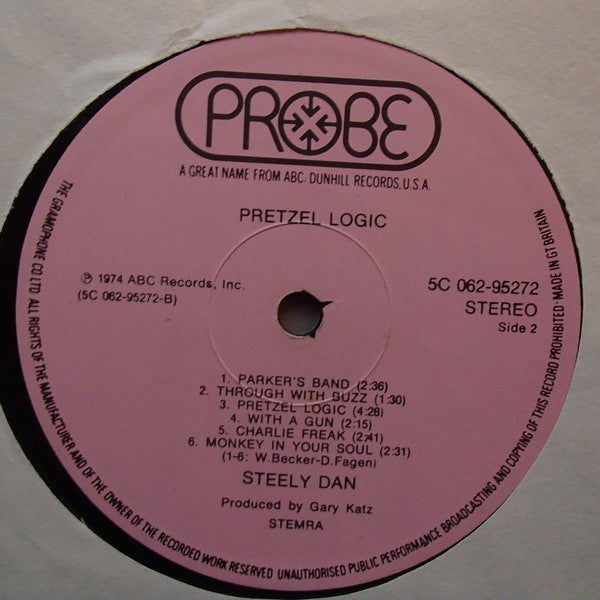 PROBE
A GREAT NAME FROM ABC, DUNHILL RECORDS, U.S.A.
PRETZEL LOGIC
℗ 1974 ABC Records, Inc.
(5C 062-95272-B)
5C 062-95272
STEREO
Side 2
1. PARKER'S BAND (2:36)
2. THROUGH WITH BUZZ (1:30)
3. PRETZEL LOGIC (4:28)
4. WITH A GUN (2:15)
5. CHARLIE FREAK (2:41)
6. MONKEY IN YOUR SOUL (2:31)
(1-6: W.Becker-D.Fagen)
STEELY DAN
Produced by Gary Katz
STEMRA
THE GRAMOPHONE CO LTD ALL RIGHTS OF THE MANUFACTURER AND OF THE OWNER OF THE RECORDED WORK RESERVED UNAUTHORISED PUBLIC PERFORMANCE BROADCASTING AND COPYING OF THIS RECORD PROHIBITED·MADE IN GT BRITAIN